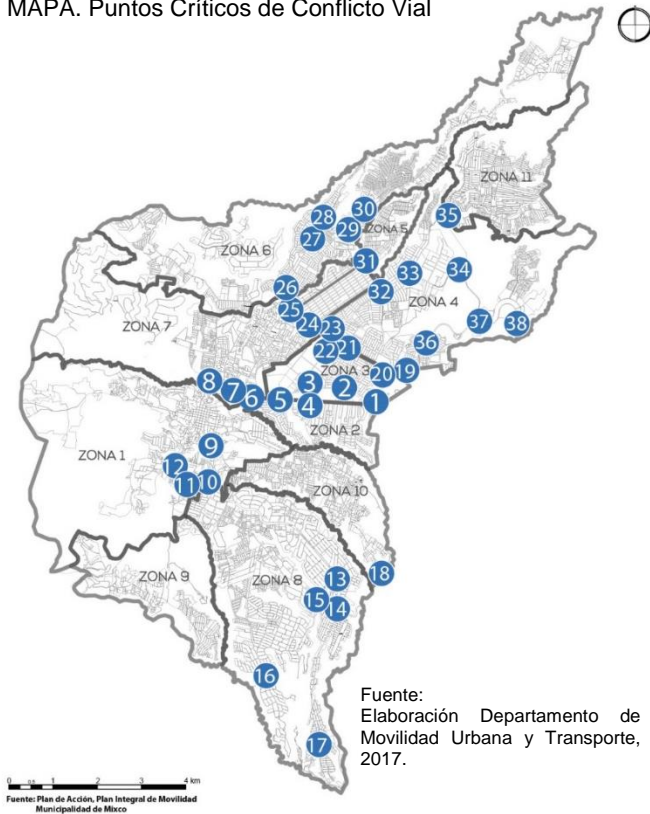 MAPA. Puntos Críticos de Conflicto Vial
ZONA 11
30
28
35
29
ZONA 5
27
ZONA 6
31
33
34
26
32
ZONA 4
25
ZONA 7
24
23
37
38
21
36
22
ZONA 3
20
19
8
7
3
2
6
5
4
1
ZONA 2
9
ZONA 1
12
11
10
ZONA 10
18
ZONA 9
ZONA 8
13
15
14
16
Fuente:
Elaboración Departamento de
Movilidad Urbana y Transporte,
2017.
17
0 0.5 1 2 3 4 km
Fuente: Plan de Acción, Plan Integral de Movilidad
Municipalidad de Mixco